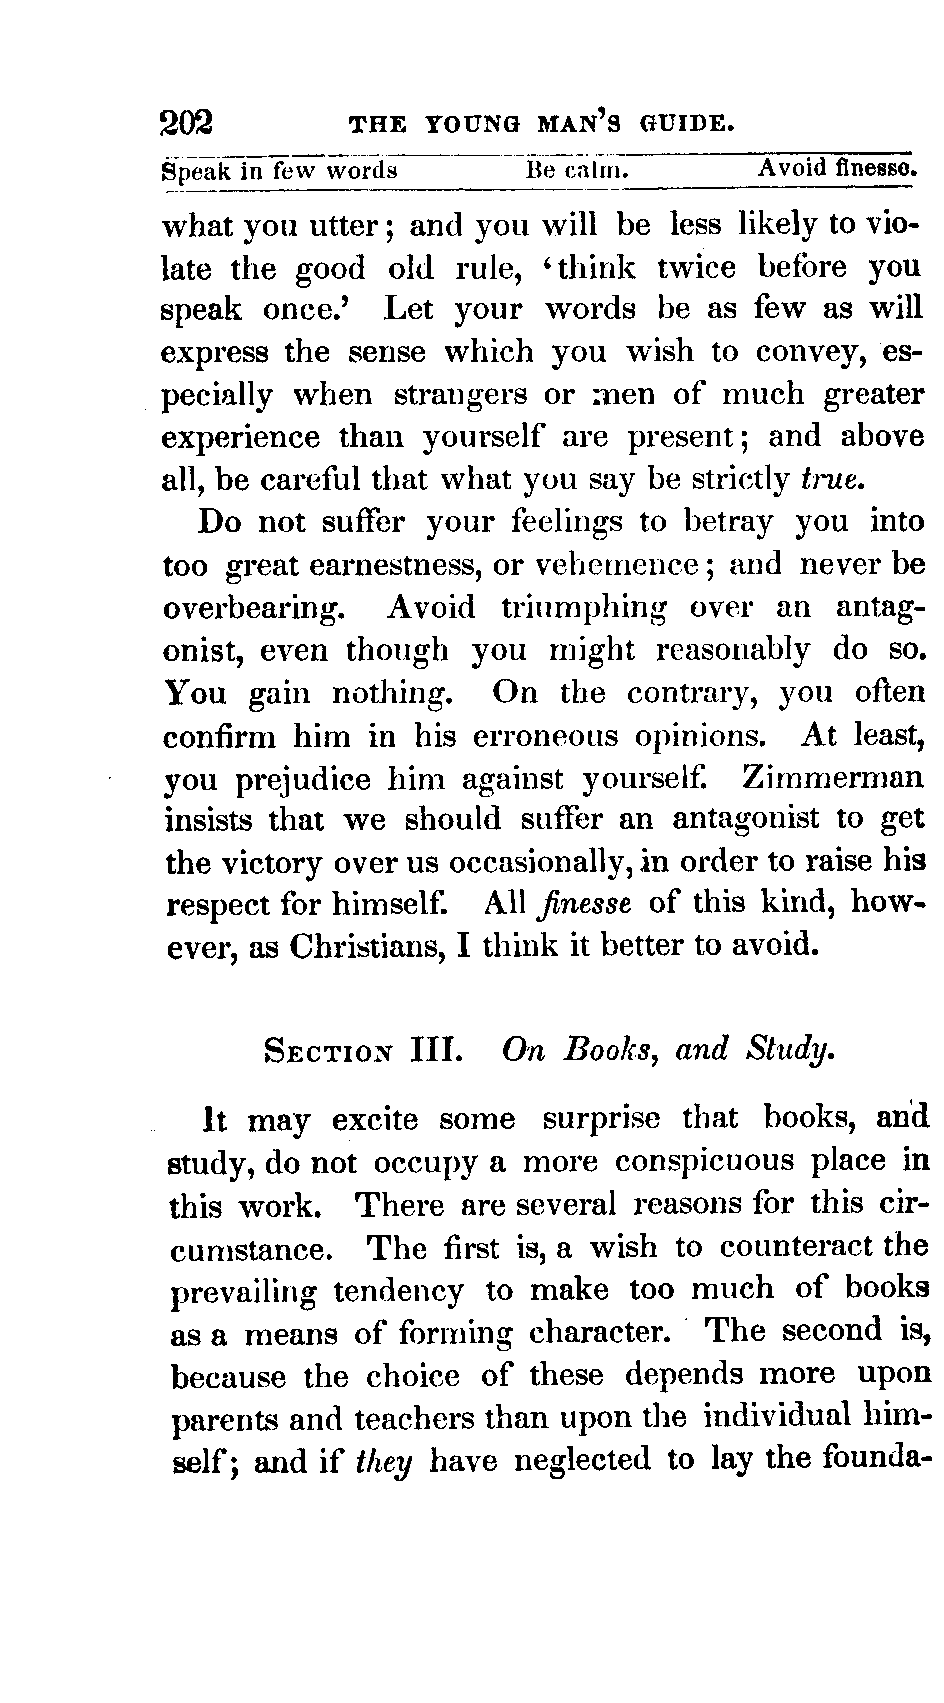 202 THE YOUNG MAN'S GUIDE.
Speak in few words Be calm. Avoid finesse.
what you utter; and you will be less likely to vio-
late the good old rule, ‘think twice before you
speak once.’ Let your words be as few as will
express the sense which you wish to convey, es-
pecially when strangers or men of much greater
experience than yourself are present; and above
all, be careful that what you say be strictly true.
Do not suffer your feelings to betray you into
too great earnestness, or vehemence; and never be
overbearing. Avoid triumphing over an antag-
onist, even though you might reasonably do so.
You gain nothing. On the contrary, you often
confirm him in his erroneous opinions. At least,
you prejudice him against yourself. Zimmerman
insists that we should suffer an antagonist to get
the victory over us occasionally, in order to raise his
respect for himself. All finesse of this kind, how-
ever, as Christians, I think it better to avoid.
SECTION III. On Books, and Study.
It may excite some surprise that books, and
study, do not occupy a more conspicuous place in
this work. There are several reasons for this cir-
cumstance. The first is, a wish to counteract the
prevailing tendency to make too much of books
as a means of forming character. The second is,
because the choice of these depends more upon
parents and teachers than upon the individual him-
self; and if they have neglected to lay the founda-